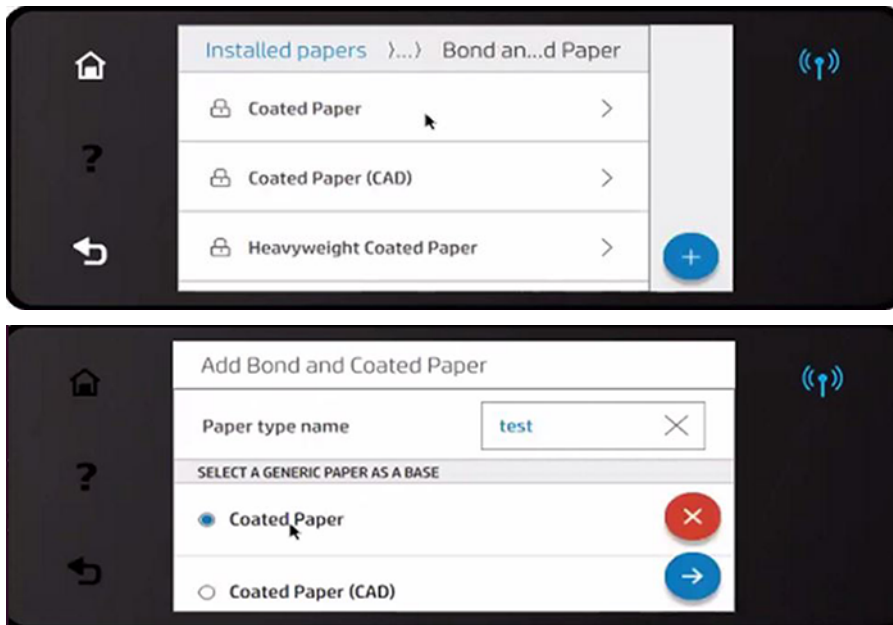 Installed papers ⟩...⟩ Bond an...d Paper
Coated Paper
Coated Paper (CAD)
Heavyweight Coated Paper
Add Bond and Coated Paper
Paper type name test
SELECT A GENERIC PAPER AS A BASE
Coated Paper
Coated Paper (CAD)